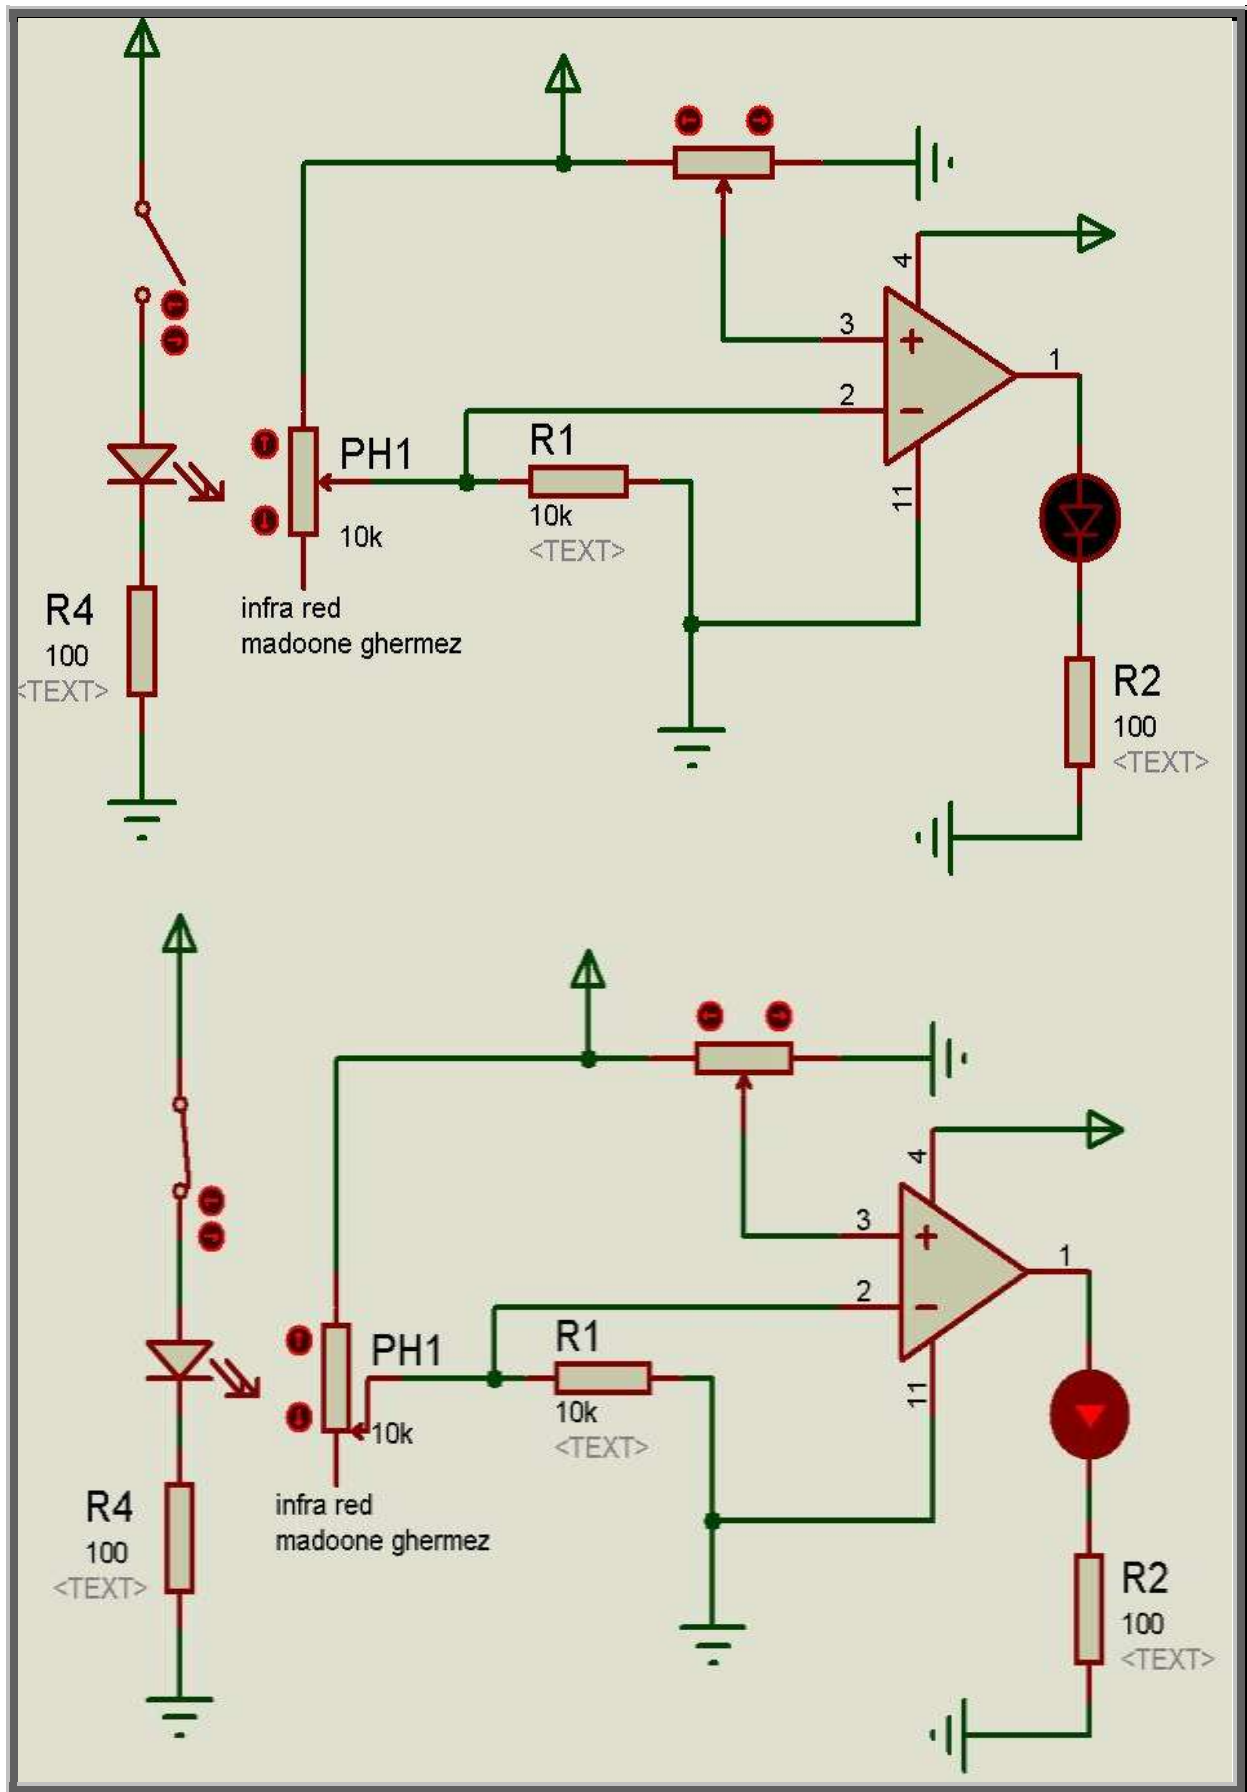 4
3
+
1
2
−
PH1
R1
11
10k
10k
<TEXT>
infra red
madoone ghermez
R4
100
<TEXT>
R2
100
<TEXT>
4
3
+
1
2
−
PH1
R1
11
10k
10k
<TEXT>
infra red
madoone ghermez
R4
100
<TEXT>
R2
100
<TEXT>